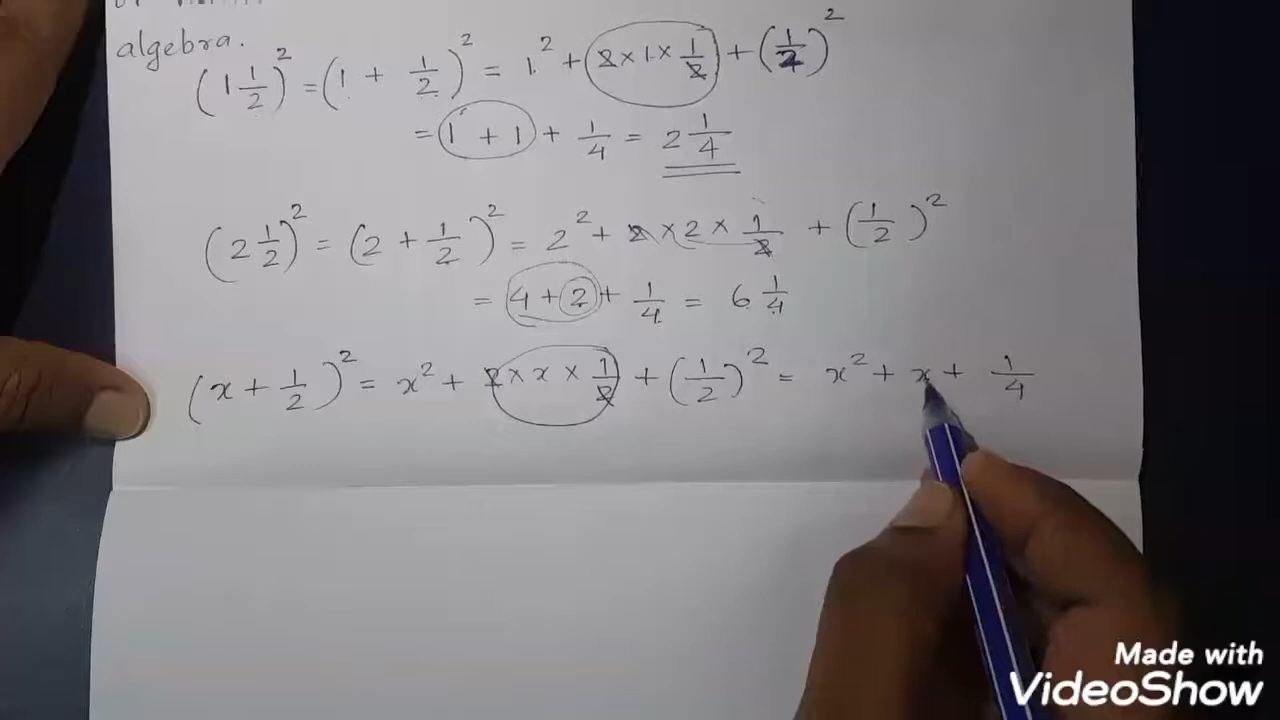 algebra.
(1 1/2)² = (1 + 1/2)² = 1² + 2 × 1 × 1/2 + (1/2)²
= 1 + 1 + 1/4 = 2 1/4
(2 1/2)² = (2 + 1/2)² = 2² + 2 × 2 × 1/2 + (1/2)²
= 4 + 2 + 1/4 = 6 1/4
(x + 1/2)² = x² + 2 × x × 1/2 + (1/2)² = x² + x + 1/4
Made with
VideoShow